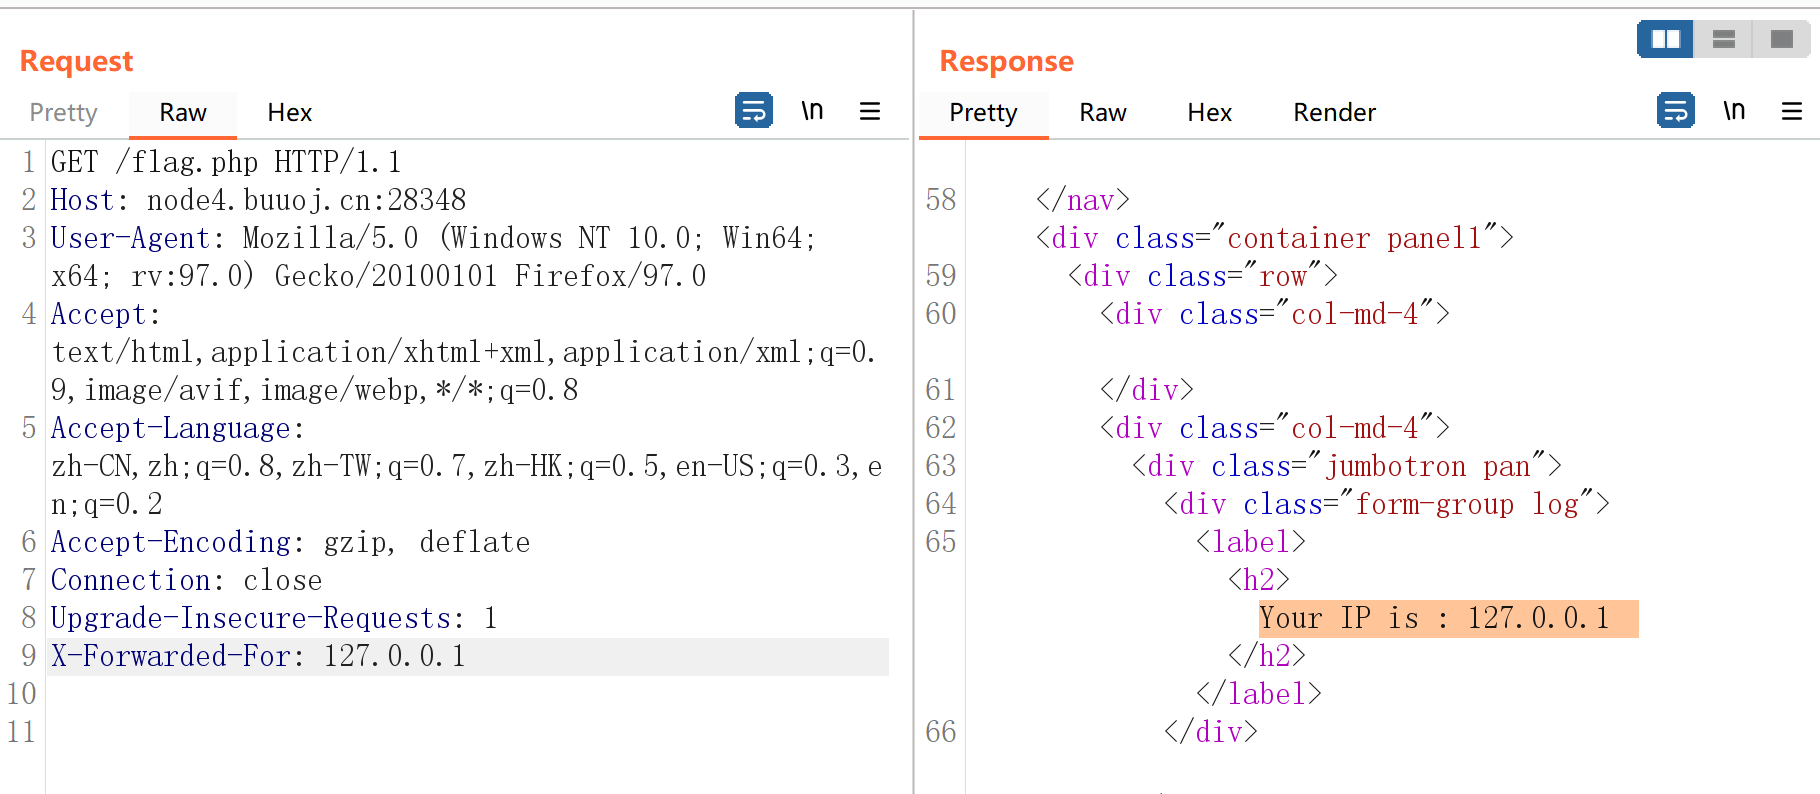 Request
Pretty Raw Hex \n
1 GET /flag.php HTTP/1.1
2 Host: node4.buuoj.cn:28348
3 User-Agent: Mozilla/5.0 (Windows NT 10.0; Win64;
x64; rv:97.0) Gecko/20100101 Firefox/97.0
4 Accept:
text/html,application/xhtml+xml,application/xml;q=0.
9,image/avif,image/webp,*/*;q=0.8
5 Accept-Language:
zh-CN,zh;q=0.8,zh-TW;q=0.7,zh-HK;q=0.5,en-US;q=0.3,e
n;q=0.2
6 Accept-Encoding: gzip, deflate
7 Connection: close
8 Upgrade-Insecure-Requests: 1
9 X-Forwarded-For: 127.0.0.1
10
11
Response
Pretty Raw Hex Render \n
58 </nav>
<div class="container panel1">
59 <div class="row">
60 <div class="col-md-4">
61 </div>
62 <div class="col-md-4">
63 <div class="jumbotron pan">
64 <div class="form-group log">
65 <label>
<h2>
Your IP is : 127.0.0.1
</h2>
</label>
66 </div>